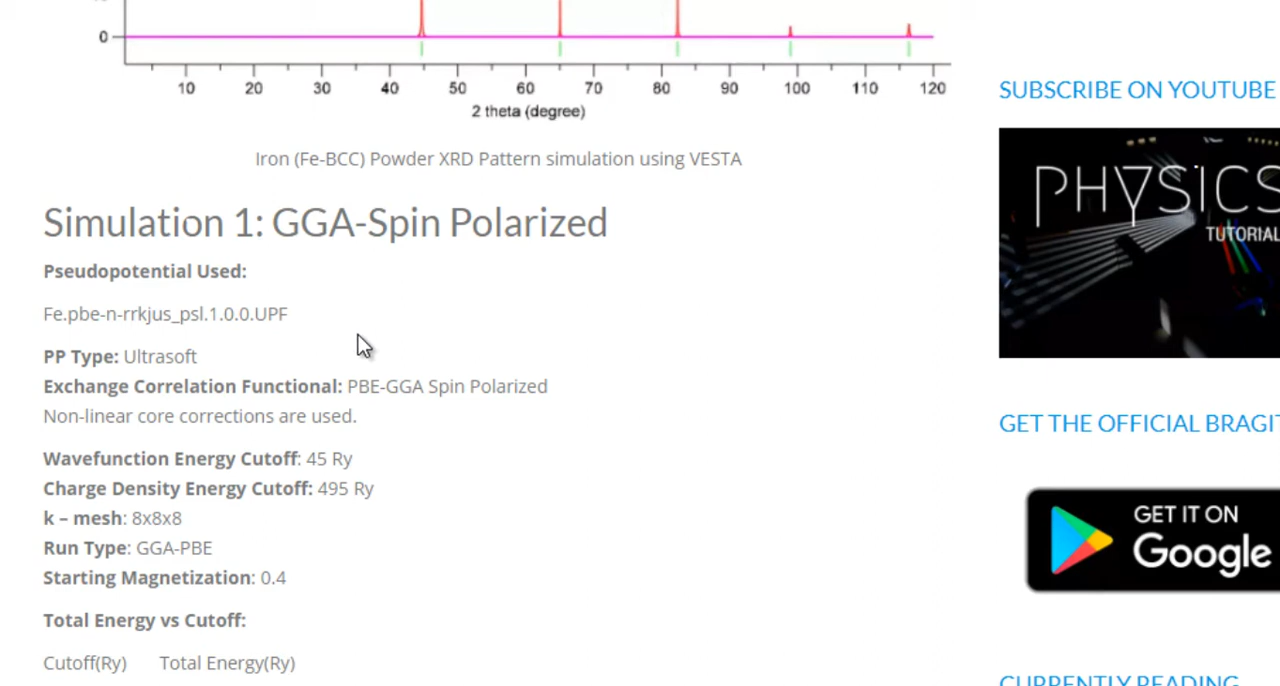 0
10 20 30 40 50 60 70 80 90 100 110 120
2 theta (degree)
Iron (Fe-BCC) Powder XRD Pattern simulation using VESTA
Simulation 1: GGA-Spin Polarized
Pseudopotential Used:
Fe.pbe-n-rrkjus_psl.1.0.0.UPF
PP Type: Ultrasoft
Exchange Correlation Functional: PBE-GGA Spin Polarized
Non-linear core corrections are used.
Wavefunction Energy Cutoff: 45 Ry
Charge Density Energy Cutoff: 495 Ry
k – mesh: 8x8x8
Run Type: GGA-PBE
Starting Magnetization: 0.4
Total Energy vs Cutoff:
Cutoff(Ry) Total Energy(Ry)
SUBSCRIBE ON YOUTUBE
PHYSICS
TUTORIAL
GET THE OFFICIAL BRAGIT
GET IT ON
Google
CURRENTLY READING